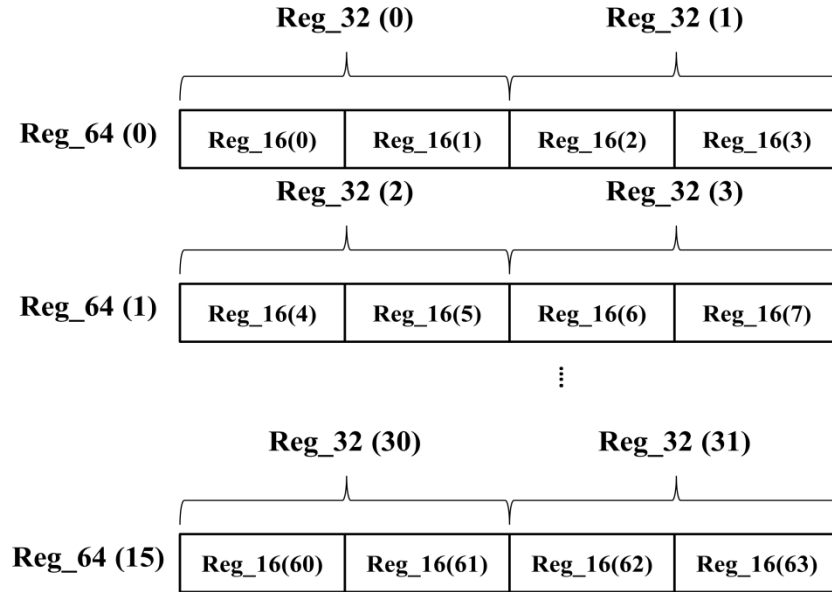 Reg_32 (0) Reg_32 (1)
Reg_64 (0) Reg_16(0) Reg_16(1) Reg_16(2) Reg_16(3)
Reg_32 (2) Reg_32 (3)
Reg_64 (1) Reg_16(4) Reg_16(5) Reg_16(6) Reg_16(7)
Reg_32 (30) Reg_32 (31)
Reg_64 (15) Reg_16(60) Reg_16(61) Reg_16(62) Reg_16(63)